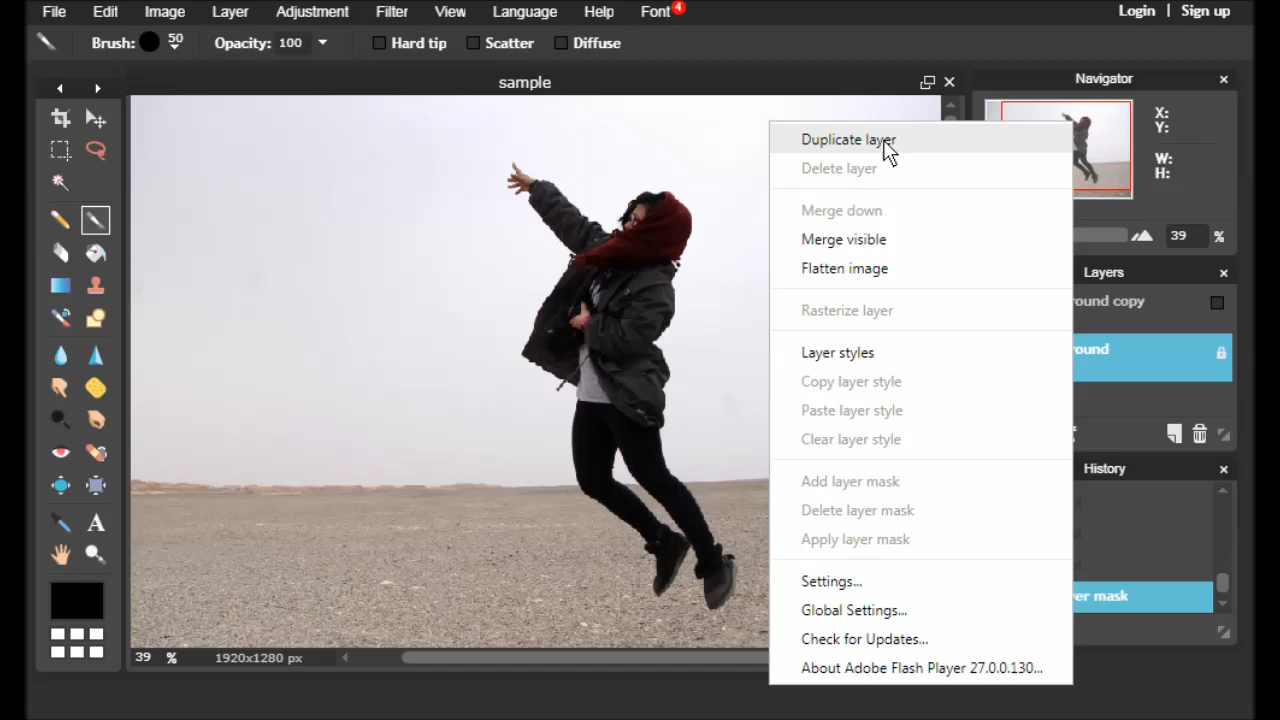 File Edit Image Layer Adjustment Filter View Language Help Font 4 Login | Sign up
Brush: 50 Opacity: 100 Hard tip Scatter Diffuse
sample
Navigator
X:
Y:
W:
H:
39 %
Layers
round copy
round
History
er mask
Duplicate layer
Delete layer
Merge down
Merge visible
Flatten image
Rasterize layer
Layer styles
Copy layer style
Paste layer style
Clear layer style
Add layer mask
Delete layer mask
Apply layer mask
Settings...
Global Settings...
Check for Updates...
About Adobe Flash Player 27.0.0.130...
A
39 % 1920x1280 px